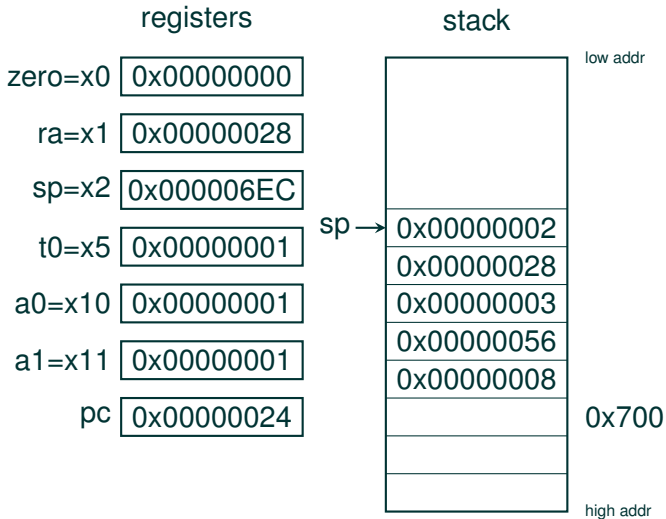 registers
zero=x0 0x00000000
ra=x1 0x00000028
sp=x2 0x000006EC
t0=x5 0x00000001
a0=x10 0x00000001
a1=x11 0x00000001
pc 0x00000024
stack
low addr
sp 0x00000002
0x00000028
0x00000003
0x00000056
0x00000008
0x700
high addr